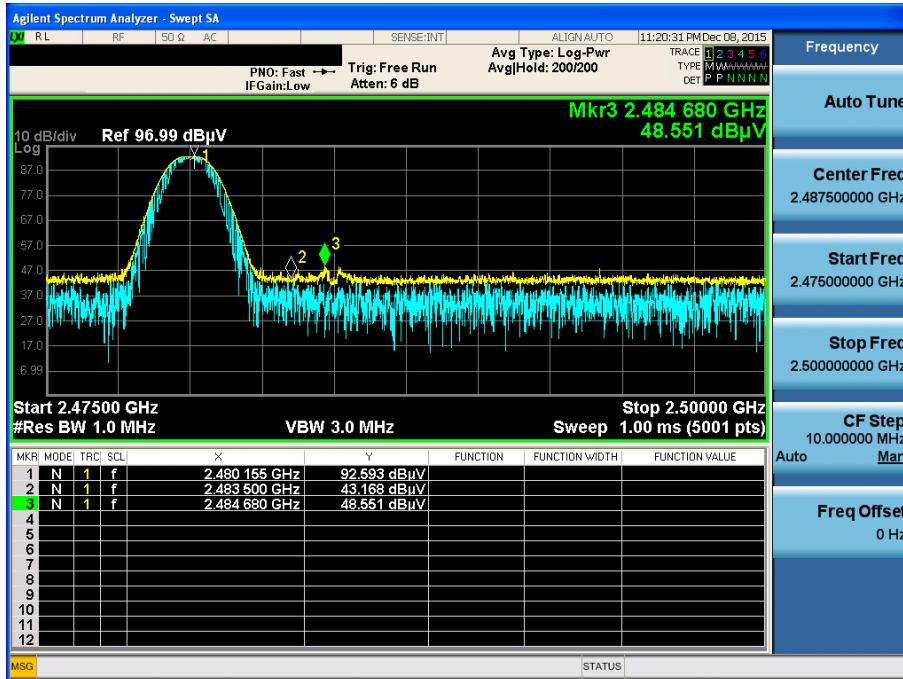 Agilent Spectrum Analyzer - Swept SA
LXI RL RF 50 Ω AC SENSE:INT ALIGN AUTO 11:20:31 PM Dec 08, 2015
PNO: Fast Trig: Free Run Avg Type: Log-Pwr TRACE 1 2 3 4 5 6
IFGain:Low Atten: 6 dB Avg|Hold: 200/200 TYPE MWWWWW
DET P P N N N N
Frequency
Mkr3 2.484 680 GHz
48.551 dBµV
10 dB/div Ref 96.99 dBµV
Log
1
87.0
77.0
67.0
57.0
47.0
37.0
27.0
17.0
6.99
2
3
Start 2.47500 GHz Stop 2.50000 GHz
#Res BW 1.0 MHz VBW 3.0 MHz Sweep 1.00 ms (5001 pts)
MKR MODE TRC SCL X Y FUNCTION FUNCTION WIDTH FUNCTION VALUE
1 N 1 f 2.480 155 GHz 92.593 dBµV
2 N 1 f 2.483 500 GHz 43.168 dBµV
3 N 1 f 2.484 680 GHz 48.551 dBµV
4
5
6
7
8
9
10
11
12
MSG STATUS
Auto Tune
Center Freq
2.487500000 GHz
Start Freq
2.475000000 GHz
Stop Freq
2.500000000 GHz
CF Step
10.000000 MHz
Auto Man
Freq Offset
0 Hz